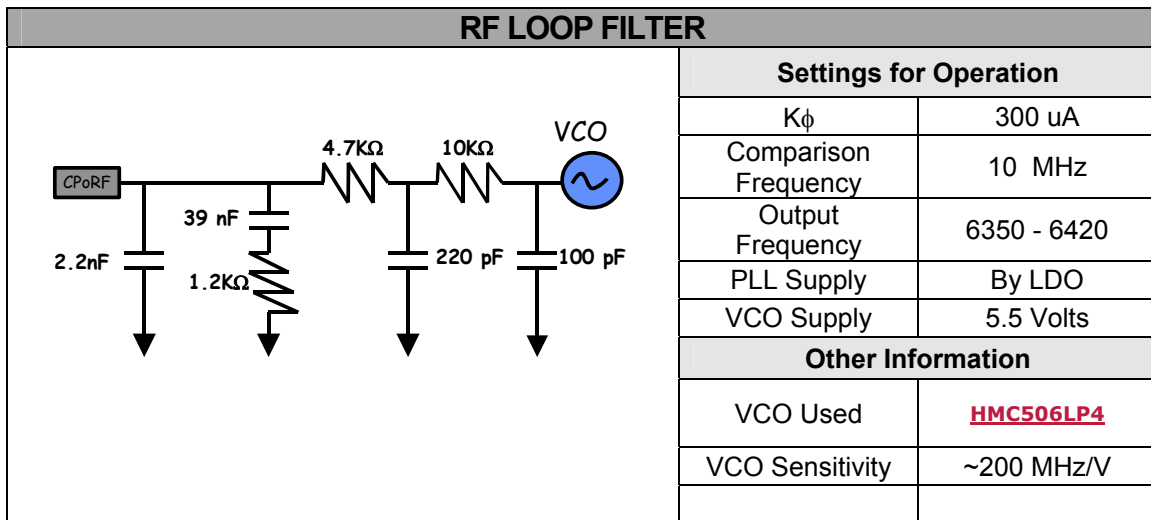 RF LOOP FILTER
CPoRF
2.2nF
39 nF
1.2KΩ
4.7KΩ
220 pF
10KΩ
100 pF
VCO
Settings for Operation
Kϕ 300 uA
Comparison
Frequency 10 MHz
Output
Frequency 6350 - 6420
PLL Supply By LDO
VCO Supply 5.5 Volts
Other Information
VCO Used HMC506LP4
VCO Sensitivity ~200 MHz/V